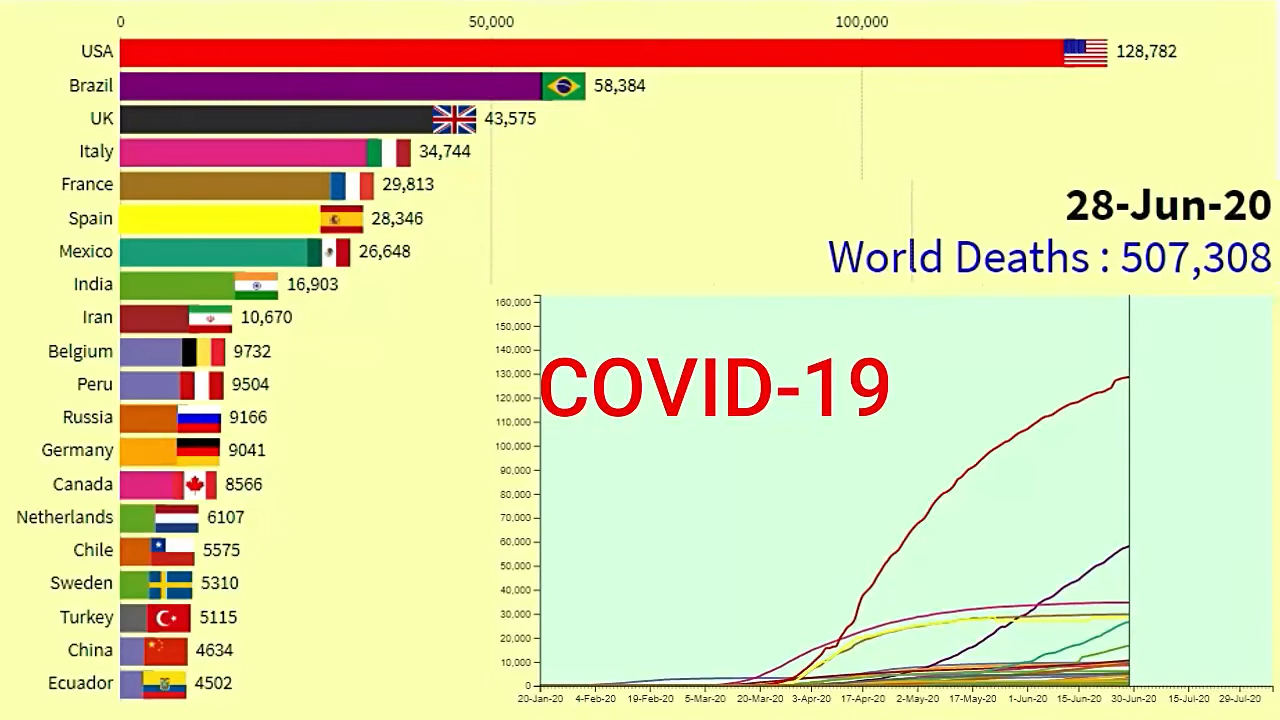 0 50,000 100,000
USA 128,782
Brazil 58,384
UK 43,575
Italy 34,744
France 29,813
Spain 28,346
Mexico 26,648
India 16,903
Iran 10,670
Belgium 9732
Peru 9504
Russia 9166
Germany 9041
Canada 8566
Netherlands 6107
Chile 5575
Sweden 5310
Turkey 5115
China 4634
Ecuador 4502
28-Jun-20
World Deaths : 507,308
COVID-19
160,000
150,000
140,000
130,000
120,000
110,000
100,000
90,000
80,000
70,000
60,000
50,000
40,000
30,000
20,000
10,000
0
20-Jan-20 4-Feb-20 19-Feb-20 5-Mar-20 20-Mar-20 3-Apr-20 17-Apr-20 2-May-20 17-May-20 1-Jun-20 15-Jun-20 30-Jun-20 15-Jul-20 29-Jul-20